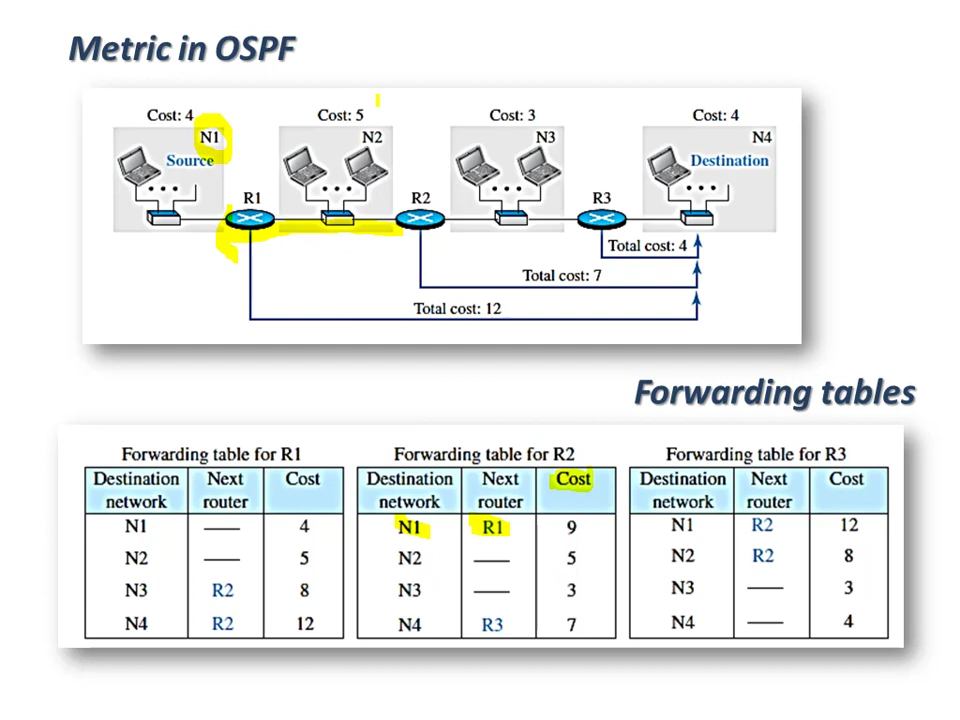 Metric in OSPF
Cost: 4 Cost: 5 Cost: 3 Cost: 4
N1 N2 N3 N4
Source Destination
R1 R2 R3
Total cost: 4
Total cost: 7
Total cost: 12
Forwarding tables
Forwarding table for R1
Destination network Next router Cost
N1 —— 4
N2 —— 5
N3 R2 8
N4 R2 12
Forwarding table for R2
Destination network Next router Cost
N1 R1 9
N2 —— 5
N3 —— 3
N4 R3 7
Forwarding table for R3
Destination network Next router Cost
N1 R2 12
N2 R2 8
N3 —— 3
N4 —— 4